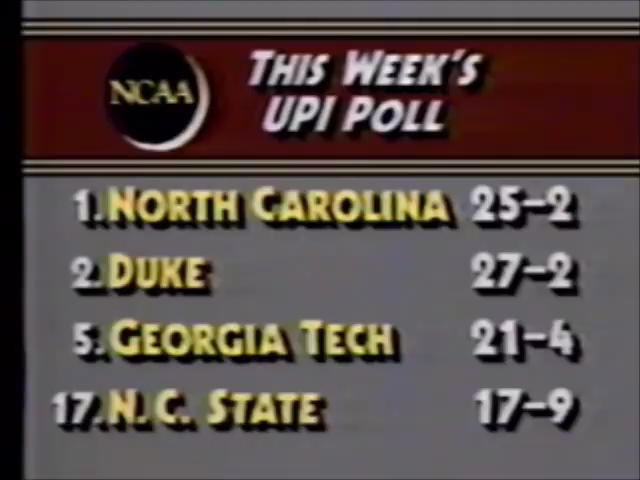 NCAA
THIS WEEK'S
UPI POLL
1. NORTH CAROLINA 25-2
2. DUKE 27-2
5. GEORGIA TECH 21-4
17. N.C. STATE 17-9